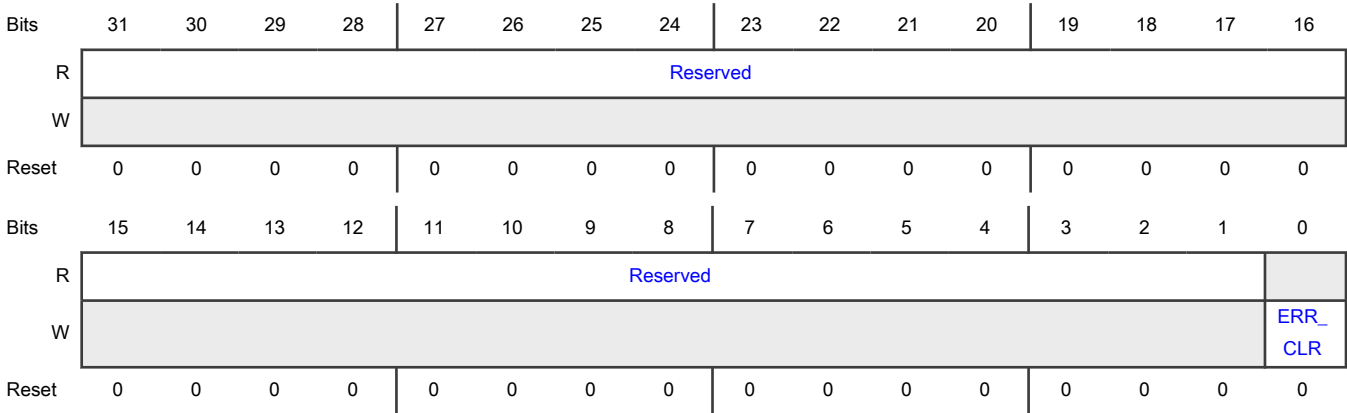 Bits 31 30 29 28 27 26 25 24 23 22 21 20 19 18 17 16
R Reserved
W
Reset 0 0 0 0 0 0 0 0 0 0 0 0 0 0 0 0
Bits 15 14 13 12 11 10 9 8 7 6 5 4 3 2 1 0
R Reserved
W ERR_
CLR
Reset 0 0 0 0 0 0 0 0 0 0 0 0 0 0 0 0